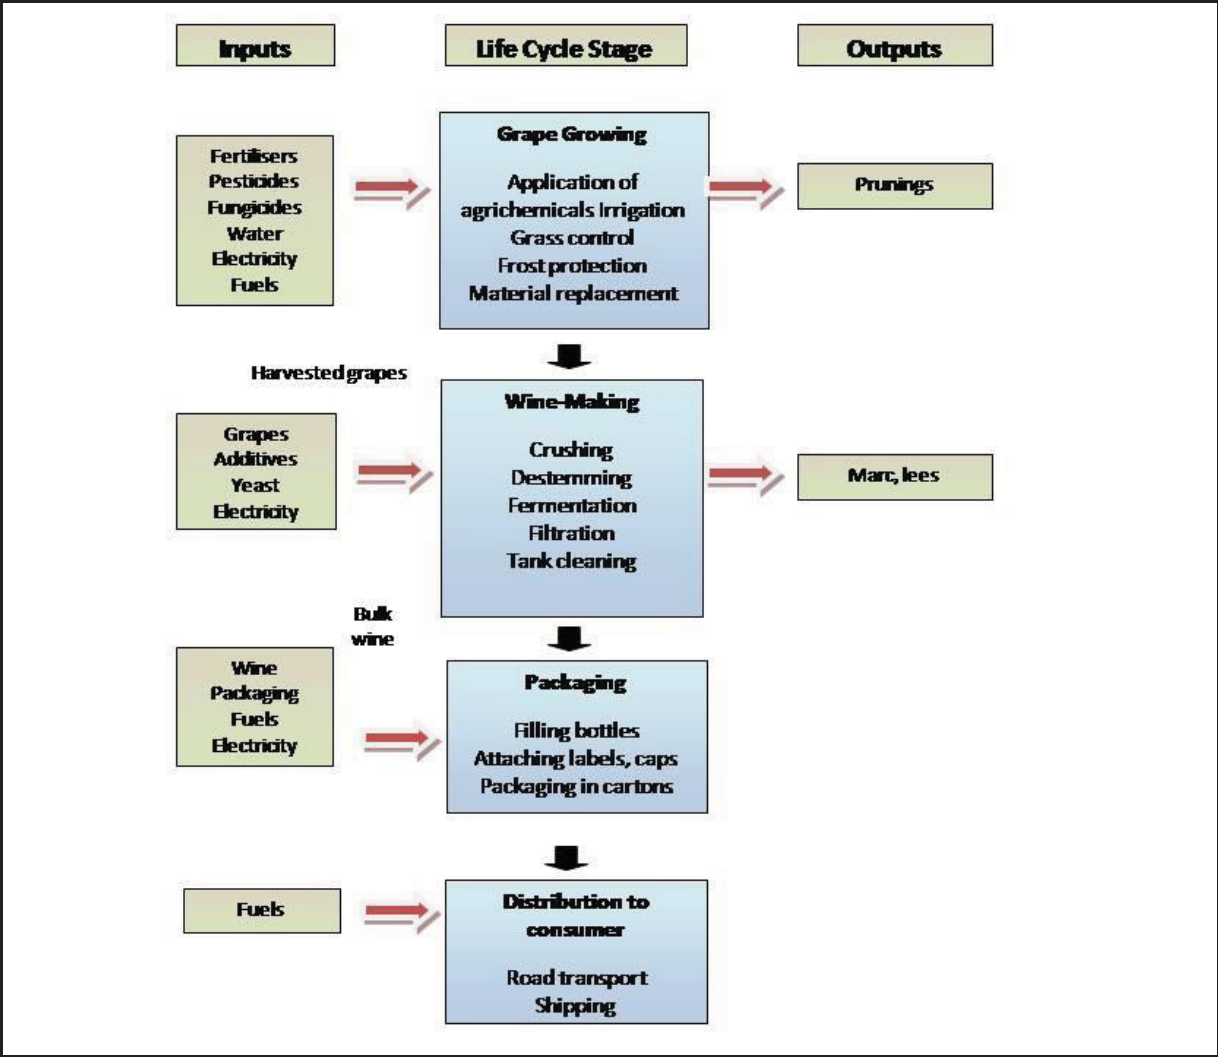 Inputs
Life Cycle Stage
Outputs
Fertilisers
Pesticides
Fungicides
Water
Electricity
Fuels
Grape Growing
Application of
agrichemicals Irrigation
Grass control
Frost protection
Material replacement
Prunings
Harvested grapes
Grapes
Additives
Yeast
Electricity
Wine-Making
Crushing
Destemming
Fermentation
Filtration
Tank cleaning
Marc, lees
Bulk
wine
Wine
Packaging
Fuels
Electricity
Packaging
Filling bottles
Attaching labels, caps
Packaging in cartons
Fuels
Distribution to
consumer
Road transport
Shipping